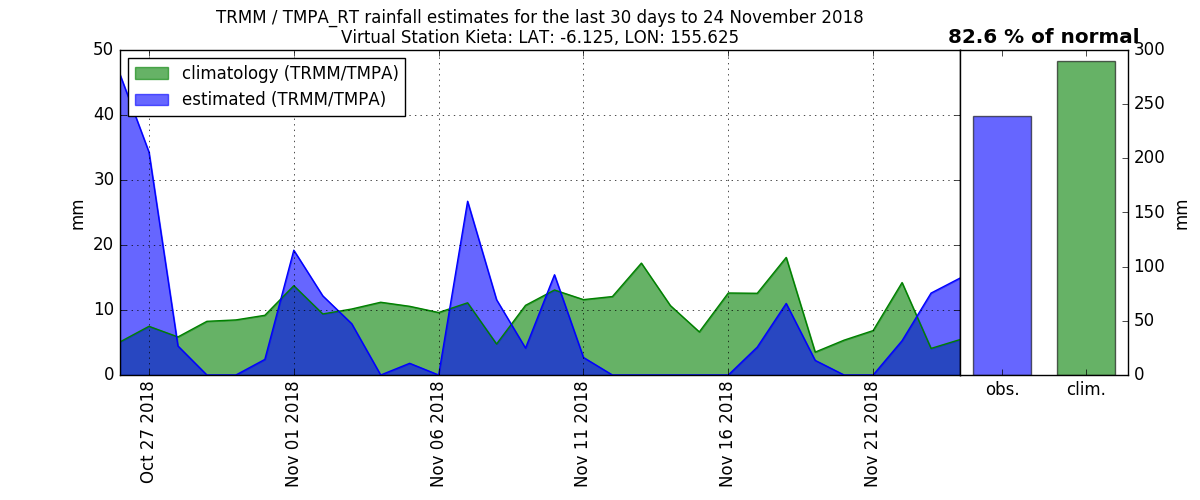 TRMM / TMPA_RT rainfall estimates for the last 30 days to 24 November 2018
Virtual Station Kieta: LAT: -6.125, LON: 155.625
82.6 % of normal
climatology (TRMM/TMPA)
estimated (TRMM/TMPA)
50
40
30
20
10
0
mm
Oct 27 2018
Nov 01 2018
Nov 06 2018
Nov 11 2018
Nov 16 2018
Nov 21 2018
obs.
clim.
300
250
200
150
100
50
0
mm